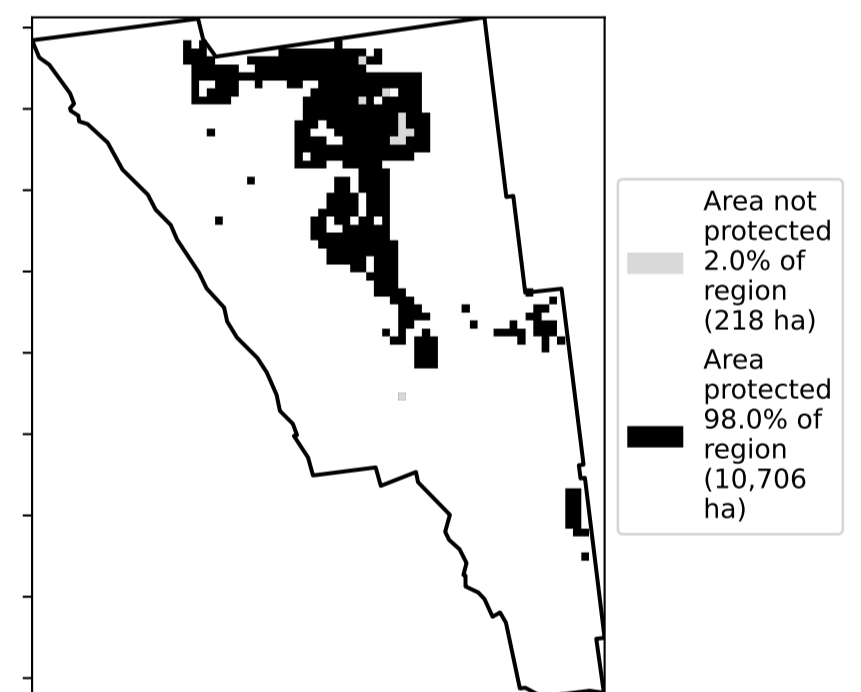 Area not
protected
2.0% of
region
(218 ha)
Area
protected
98.0% of
region
(10,706
ha)